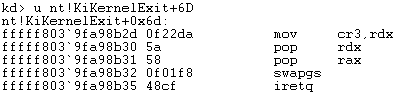 kd> u nt!KiKernelExit+6D
nt!KiKernelExit+0x6d:
fffff803`9fa98b2d 0f22da mov cr3,rdx
fffff803`9fa98b30 5a pop rdx
fffff803`9fa98b31 58 pop rax
fffff803`9fa98b32 0f01f8 swapgs
fffff803`9fa98b35 48cf iretq